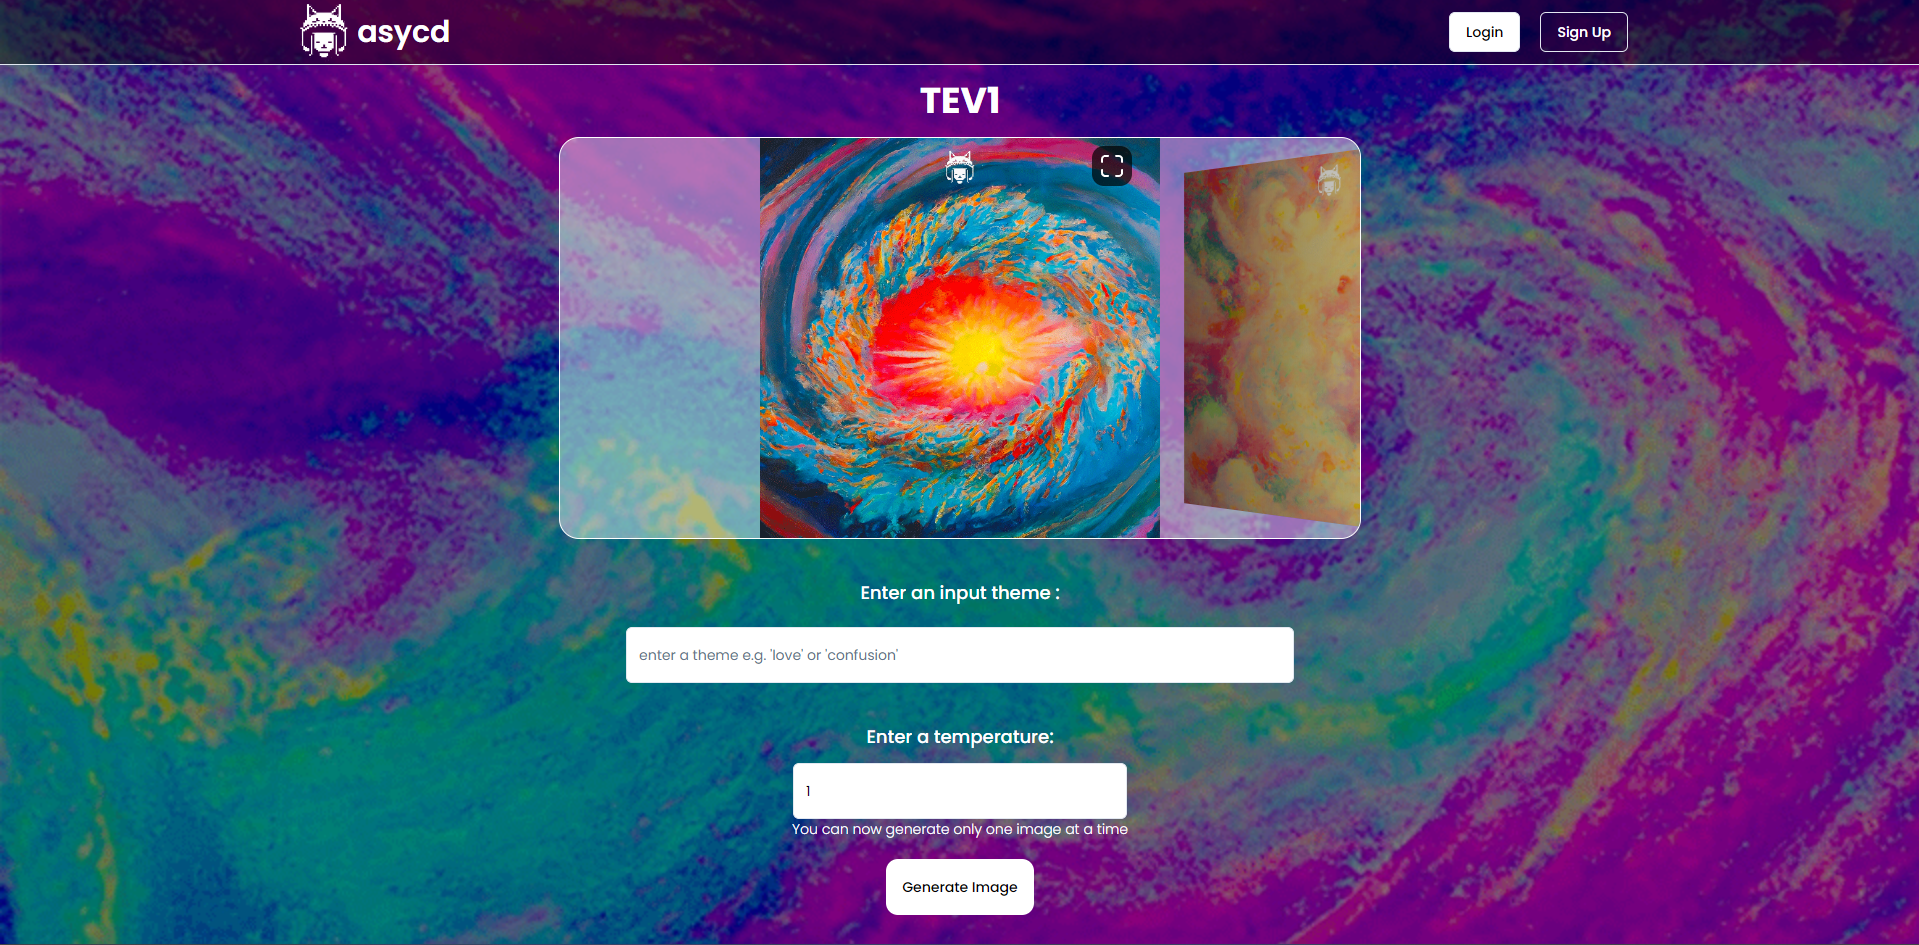 asycd
Login
Sign Up
TEV1
Enter an input theme :
enter a theme e.g. 'love' or 'confusion'
Enter a temperature:
1
You can now generate only one image at a time
Generate Image